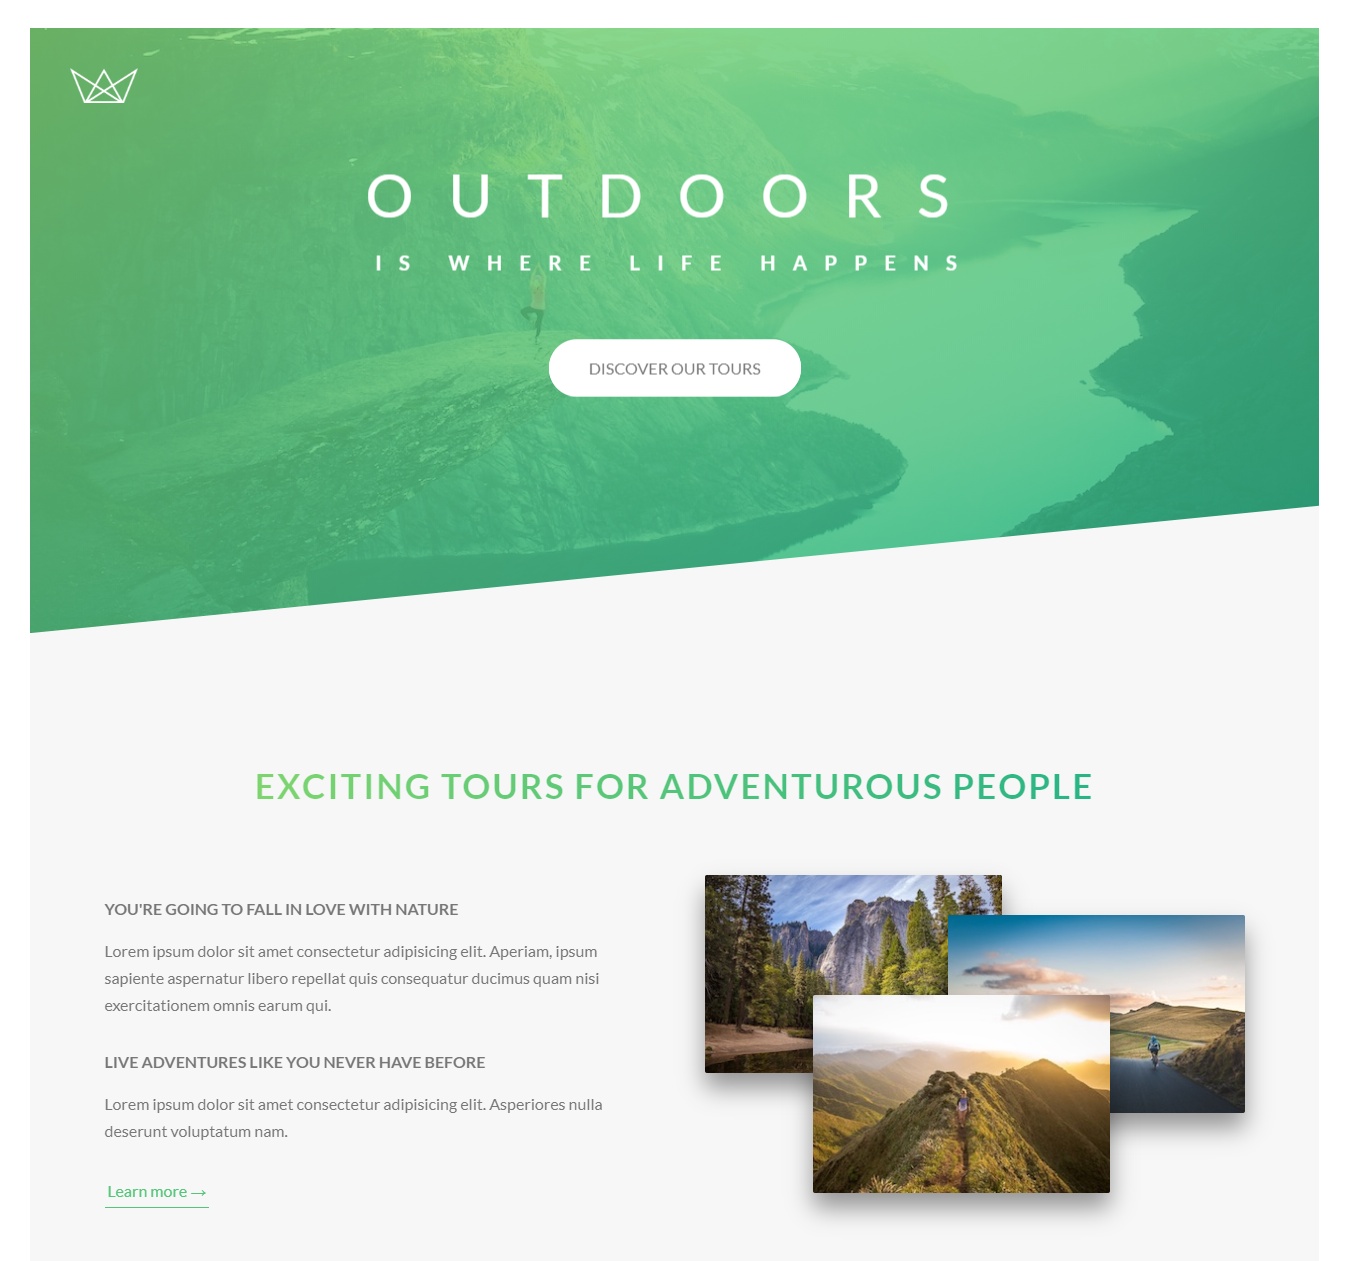 OUTDOORS
IS WHERE LIFE HAPPENS
DISCOVER OUR TOURS
EXCITING TOURS FOR ADVENTUROUS PEOPLE
YOU'RE GOING TO FALL IN LOVE WITH NATURE
Lorem ipsum dolor sit amet consectetur adipisicing elit. Aperiam, ipsum
sapiente aspernatur libero repellat quis consequatur ducimus quam nisi
exercitationem omnis earum qui.
LIVE ADVENTURES LIKE YOU NEVER HAVE BEFORE
Lorem ipsum dolor sit amet consectetur adipisicing elit. Asperiores nulla
deserunt voluptatum nam.
Learn more →